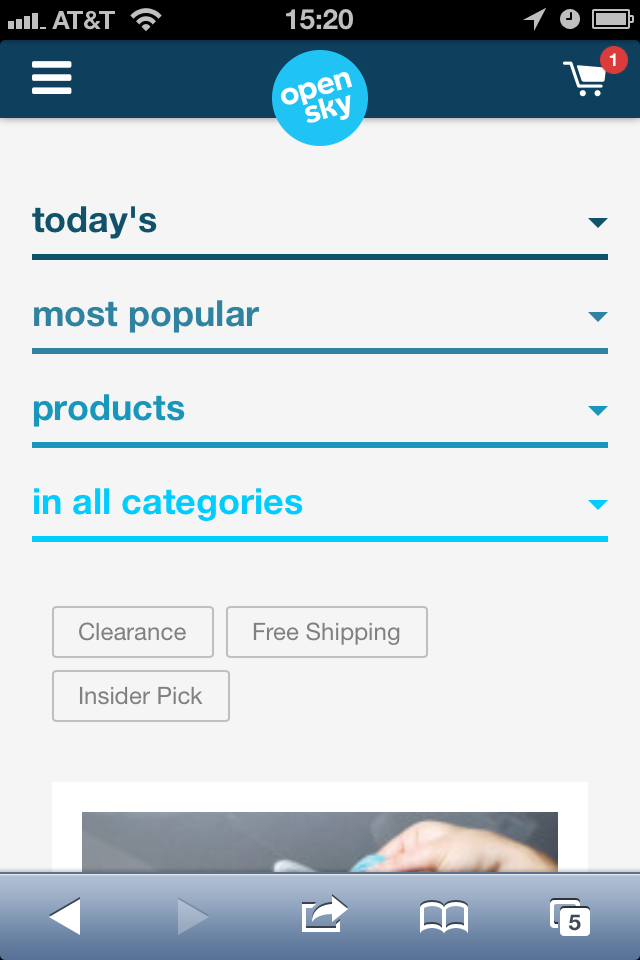 AT&T 15:20
1
open
sky
today's
most popular
products
in all categories
Clearance Free Shipping
Insider Pick
5